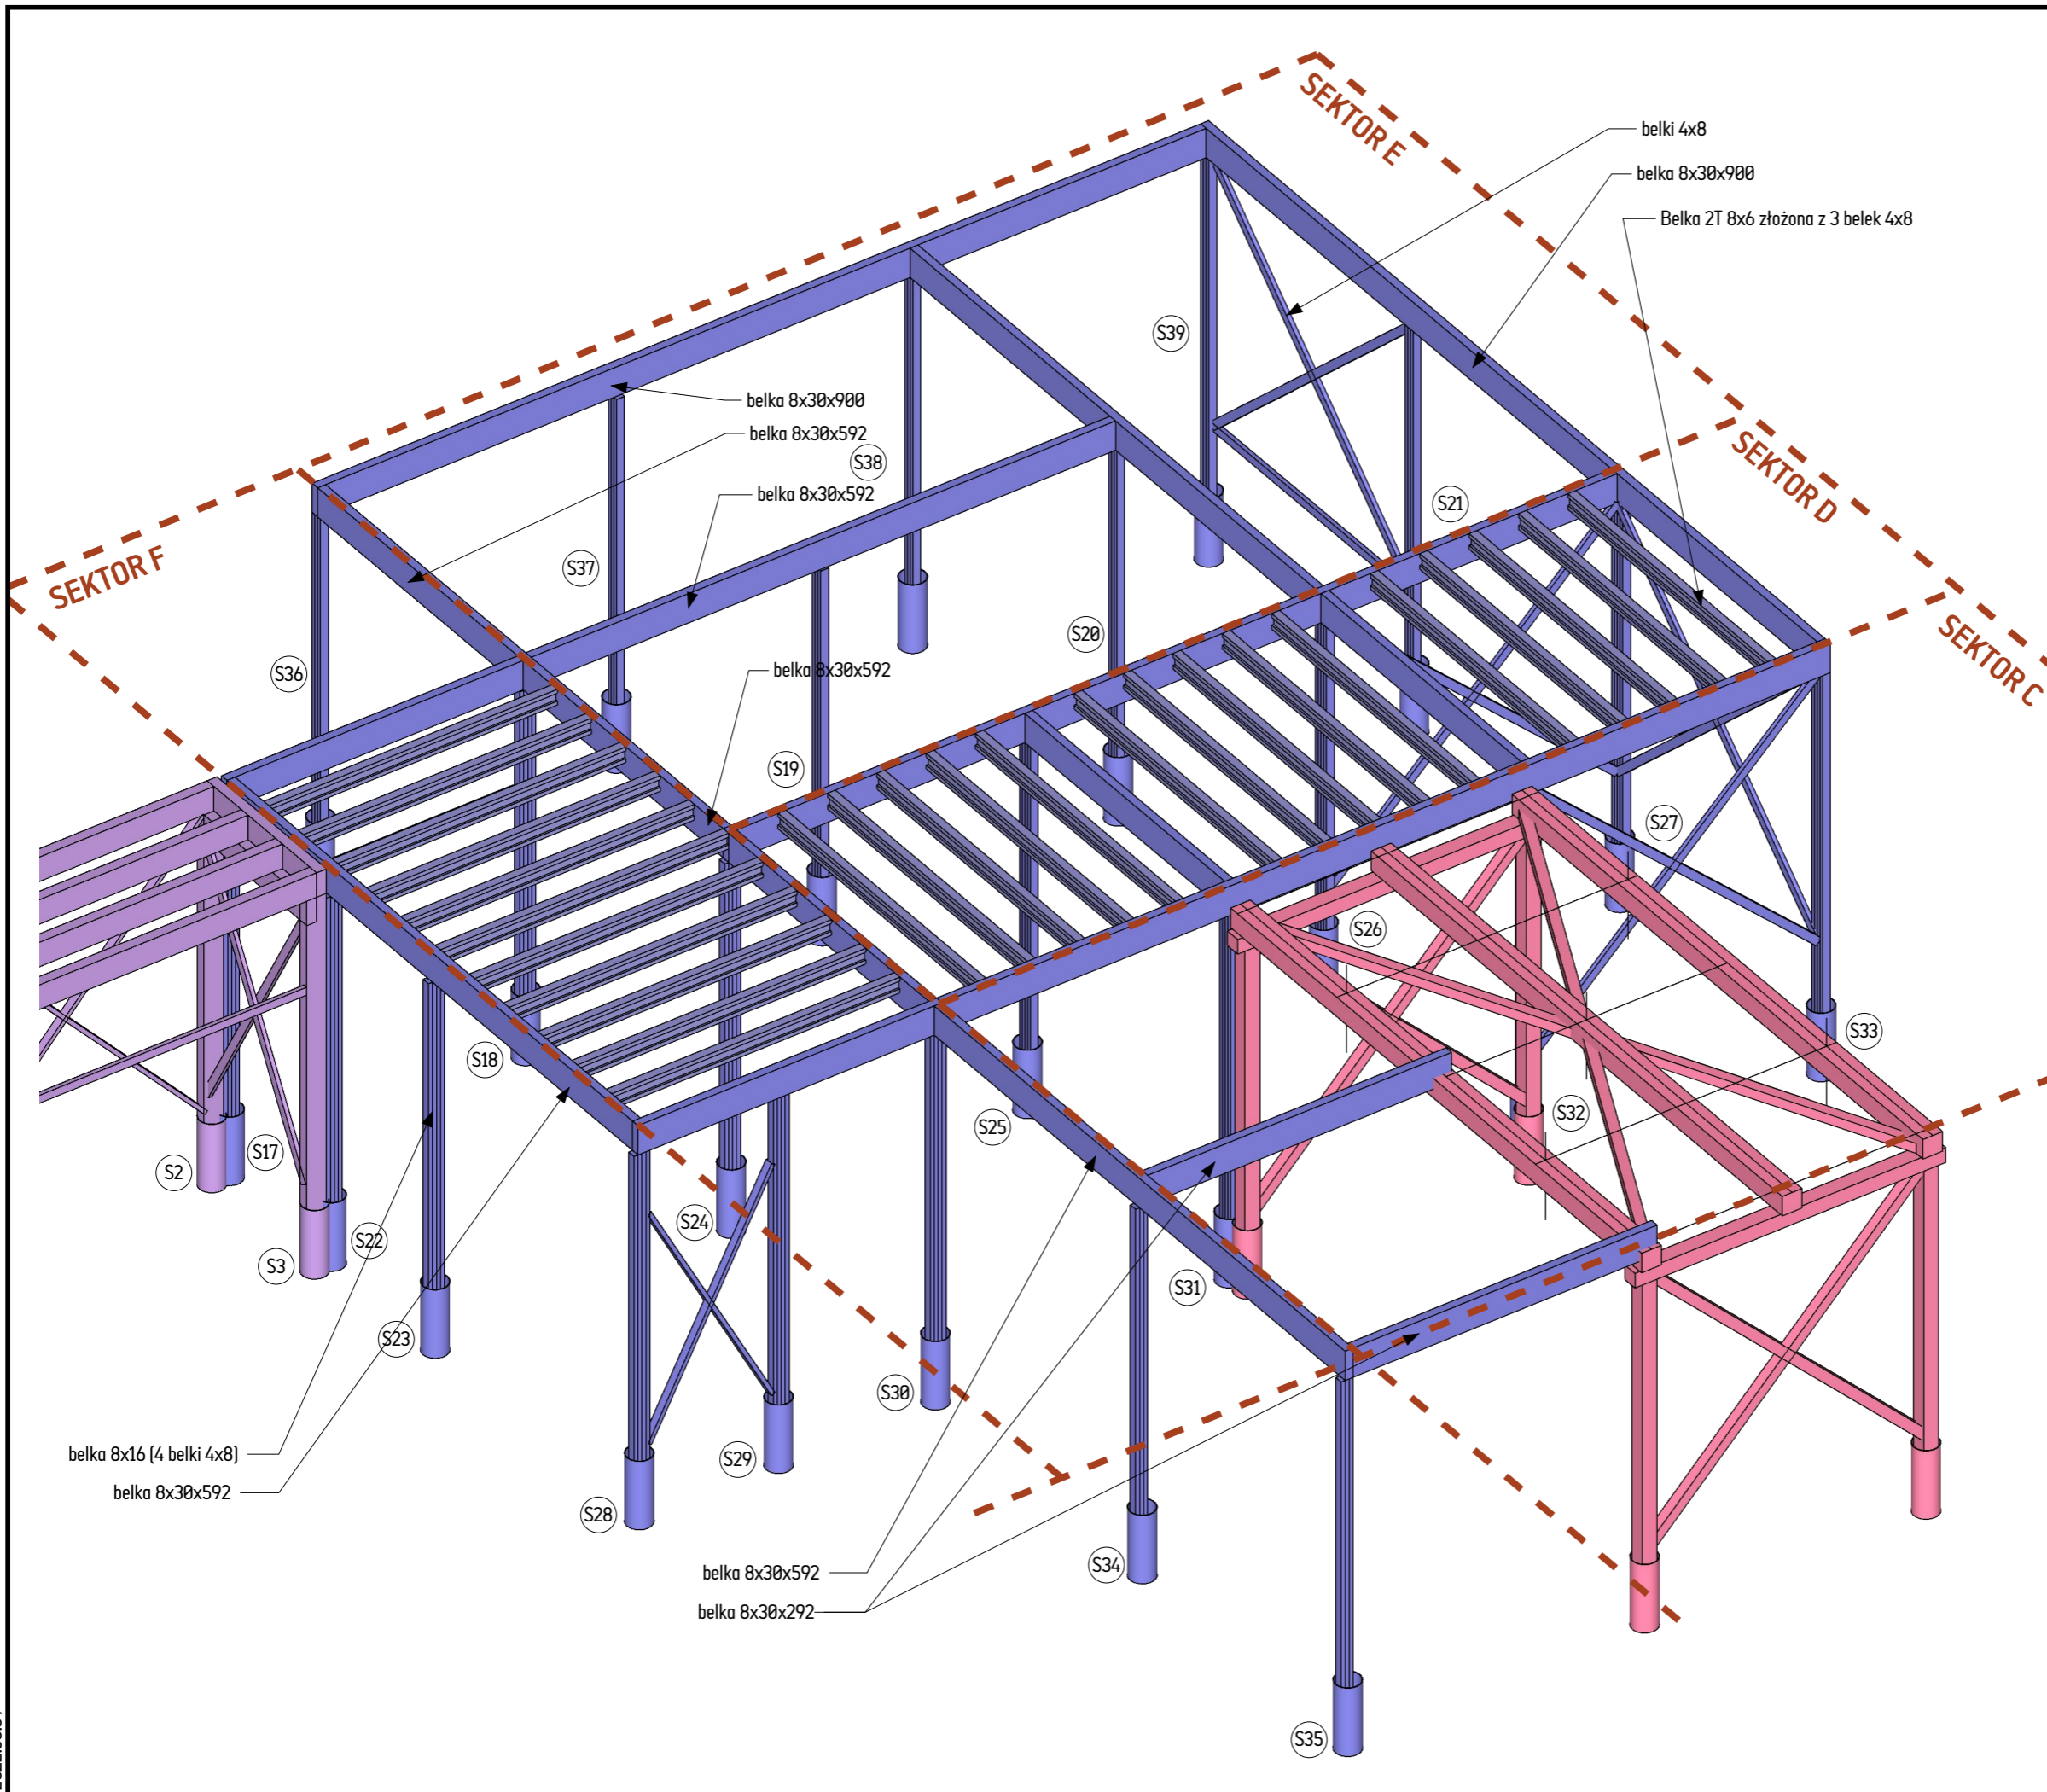 SEKTOR E
belki 4x8
belka 8x30x900
Belka 2T 8x6 złożona z 3 belek 4x8
S39
belka 8x30x900
belka 8x30x592
SEKTOR D
S38
belka 8x30x592
S21
SEKTOR F
S37
S20
SEKTOR C
S36
belka 8x30x592
S19
S27
S26
S33
S18
S32
S25
S17
S2
S24
S22
S3
S31
S23
S30
belka 8x16 (4 belki 4x8)
S29
belka 8x30x592
S28
S34
belka 8x30x592
belka 8x30x292
S35